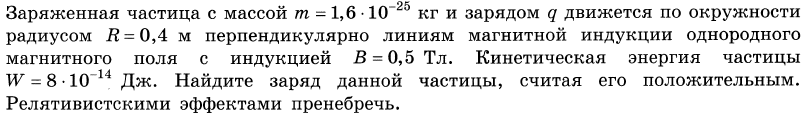 Заряженная частица с массой m = 1,6 · 10⁻²⁵ кг и зарядом q движется по окружности
радиусом R = 0,4 м перпендикулярно линиям магнитной индукции однородного
магнитного поля с индукцией B = 0,5 Тл. Кинетическая энергия частицы
W = 8 · 10⁻¹⁴ Дж. Найдите заряд данной частицы, считая его положительным.
Релятивистскими эффектами пренебречь.